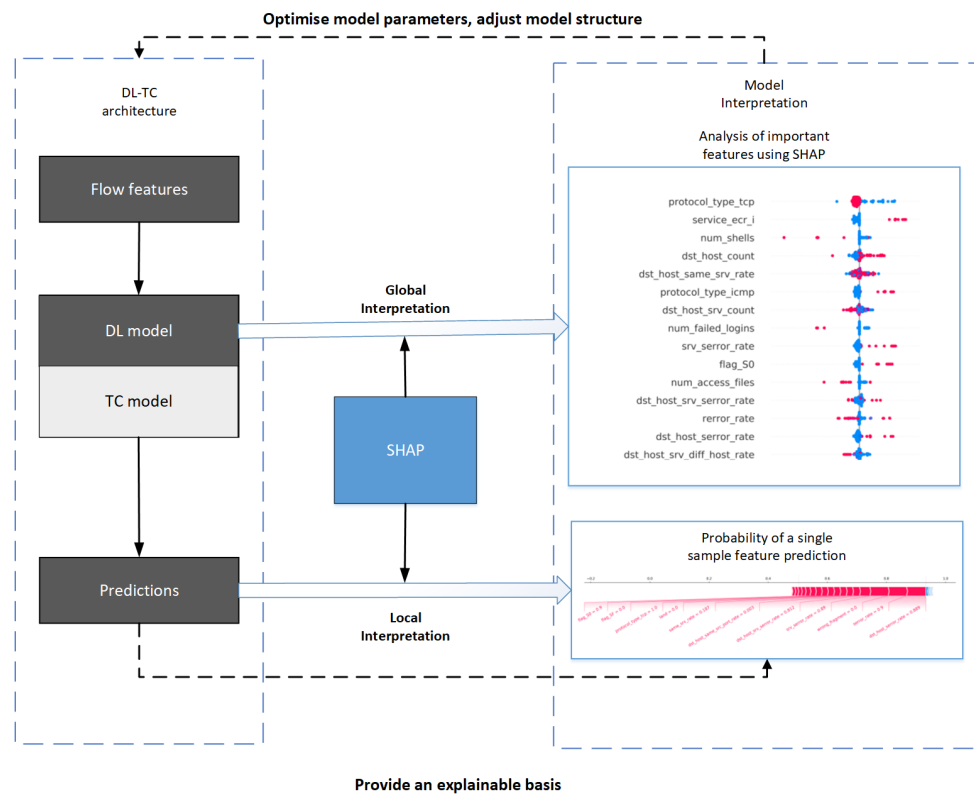 Optimise model parameters, adjust model structure
DL-TC
architecture
Flow features
DL model
TC model
Predictions
Global
Interpretation
SHAP
Local
Interpretation
Model
Interpretation
Analysis of important
features using SHAP
protocol_type_tcp
service_ecr_i
num_shells
dst_host_count
dst_host_same_srv_rate
protocol_type_icmp
dst_host_srv_count
num_failed_logins
srv_serror_rate
flag_S0
num_access_files
dst_host_srv_serror_rate
rerror_rate
dst_host_serror_rate
dst_host_srv_diff_host_rate
Probability of a single
sample feature prediction
Provide an explainable basis